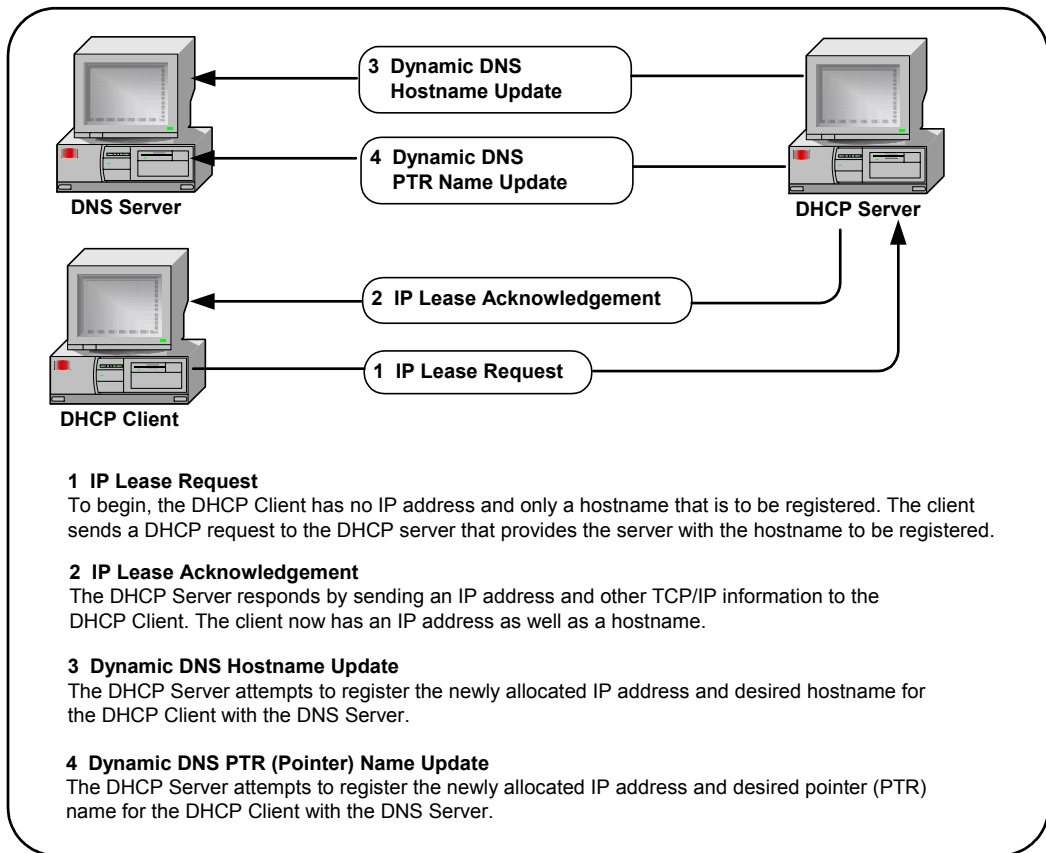 3 Dynamic DNS
Hostname Update
4 Dynamic DNS
PTR Name Update
DNS Server
DHCP Server
2 IP Lease Acknowledgement
1 IP Lease Request
DHCP Client
1 IP Lease Request
To begin, the DHCP Client has no IP address and only a hostname that is to be registered. The client
sends a DHCP request to the DHCP server that provides the server with the hostname to be registered.
2 IP Lease Acknowledgement
The DHCP Server responds by sending an IP address and other TCP/IP information to the
DHCP Client. The client now has an IP address as well as a hostname.
3 Dynamic DNS Hostname Update
The DHCP Server attempts to register the newly allocated IP address and desired hostname for
the DHCP Client with the DNS Server.
4 Dynamic DNS PTR (Pointer) Name Update
The DHCP Server attempts to register the newly allocated IP address and desired pointer (PTR)
name for the DHCP Client with the DNS Server.